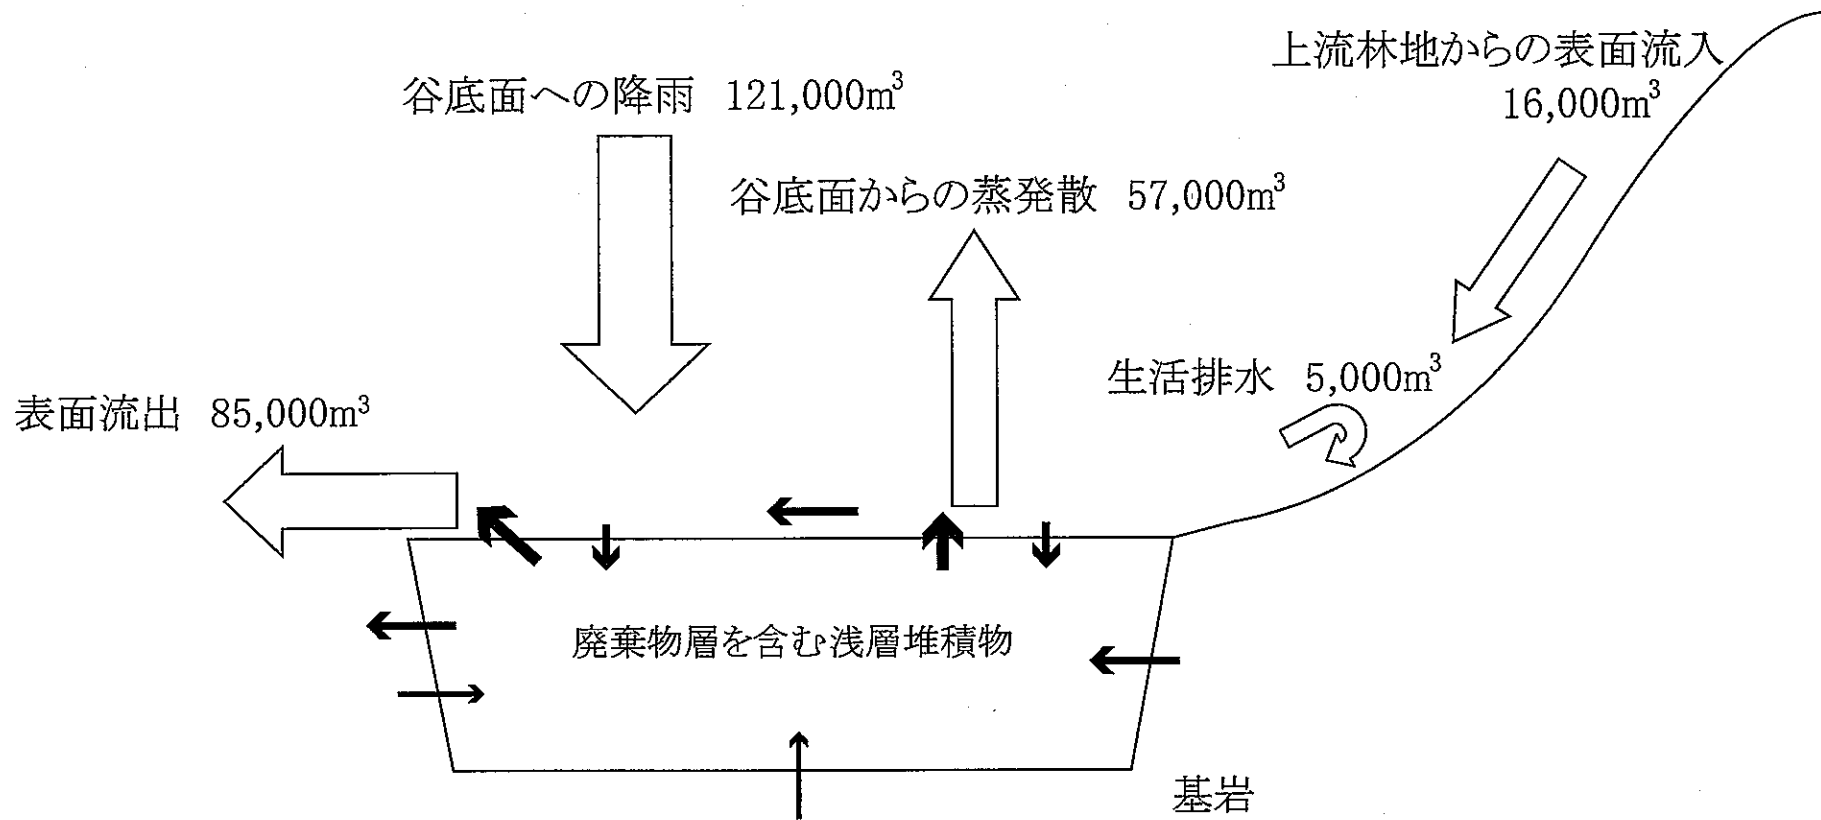 上流林地からの表面流入
16,000m³
谷底面への降雨 121,000m³
谷底面からの蒸発散 57,000m³
生活排水 5,000m³
表面流出 85,000m³
廃棄物層を含む浅層堆積物
基岩